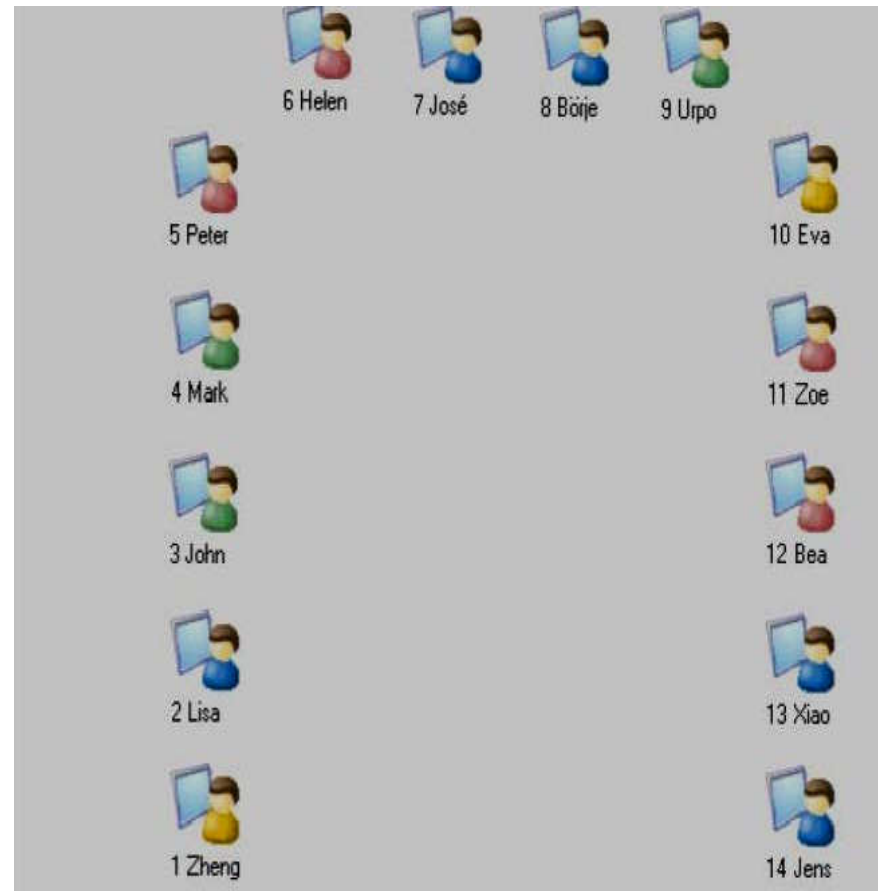 6 Helen
7 José
8 Börje
9 Urpo
5 Peter
10 Eva
4 Mark
11 Zoe
3 John
12 Bea
2 Lisa
13 Xiao
1 Zheng
14 Jens